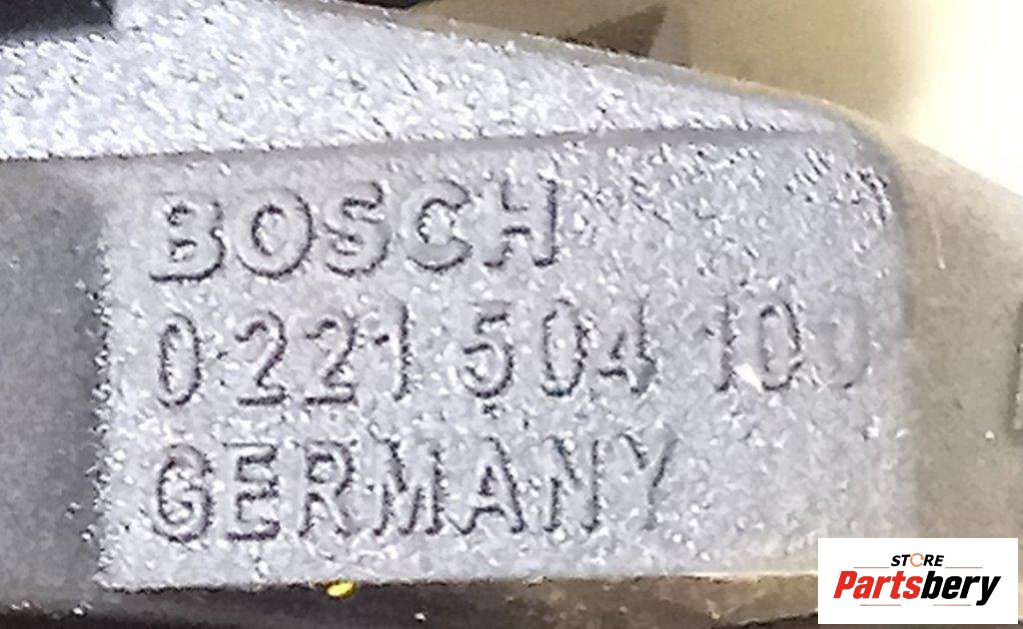 BOSCH
0 221 504 100
GERMANY
STORE
Partsbery